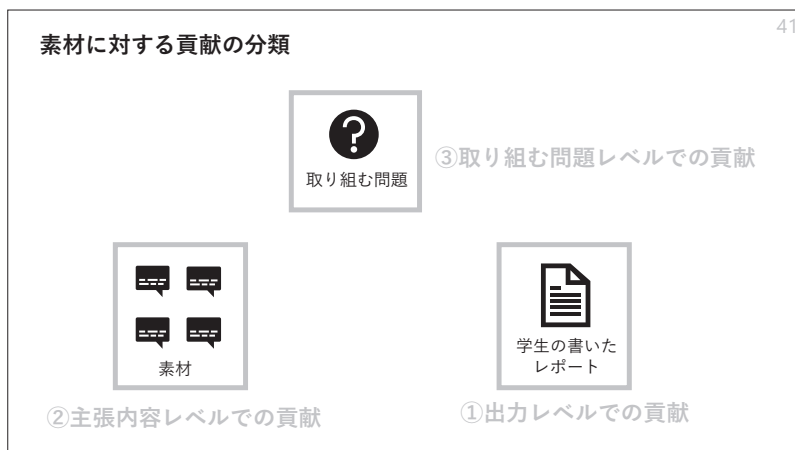 41
素材に対する貢献の分類
取り組む問題
③取り組む問題レベルでの貢献
素材
②主張内容レベルでの貢献
学生の書いた
レポート
①出力レベルでの貢献